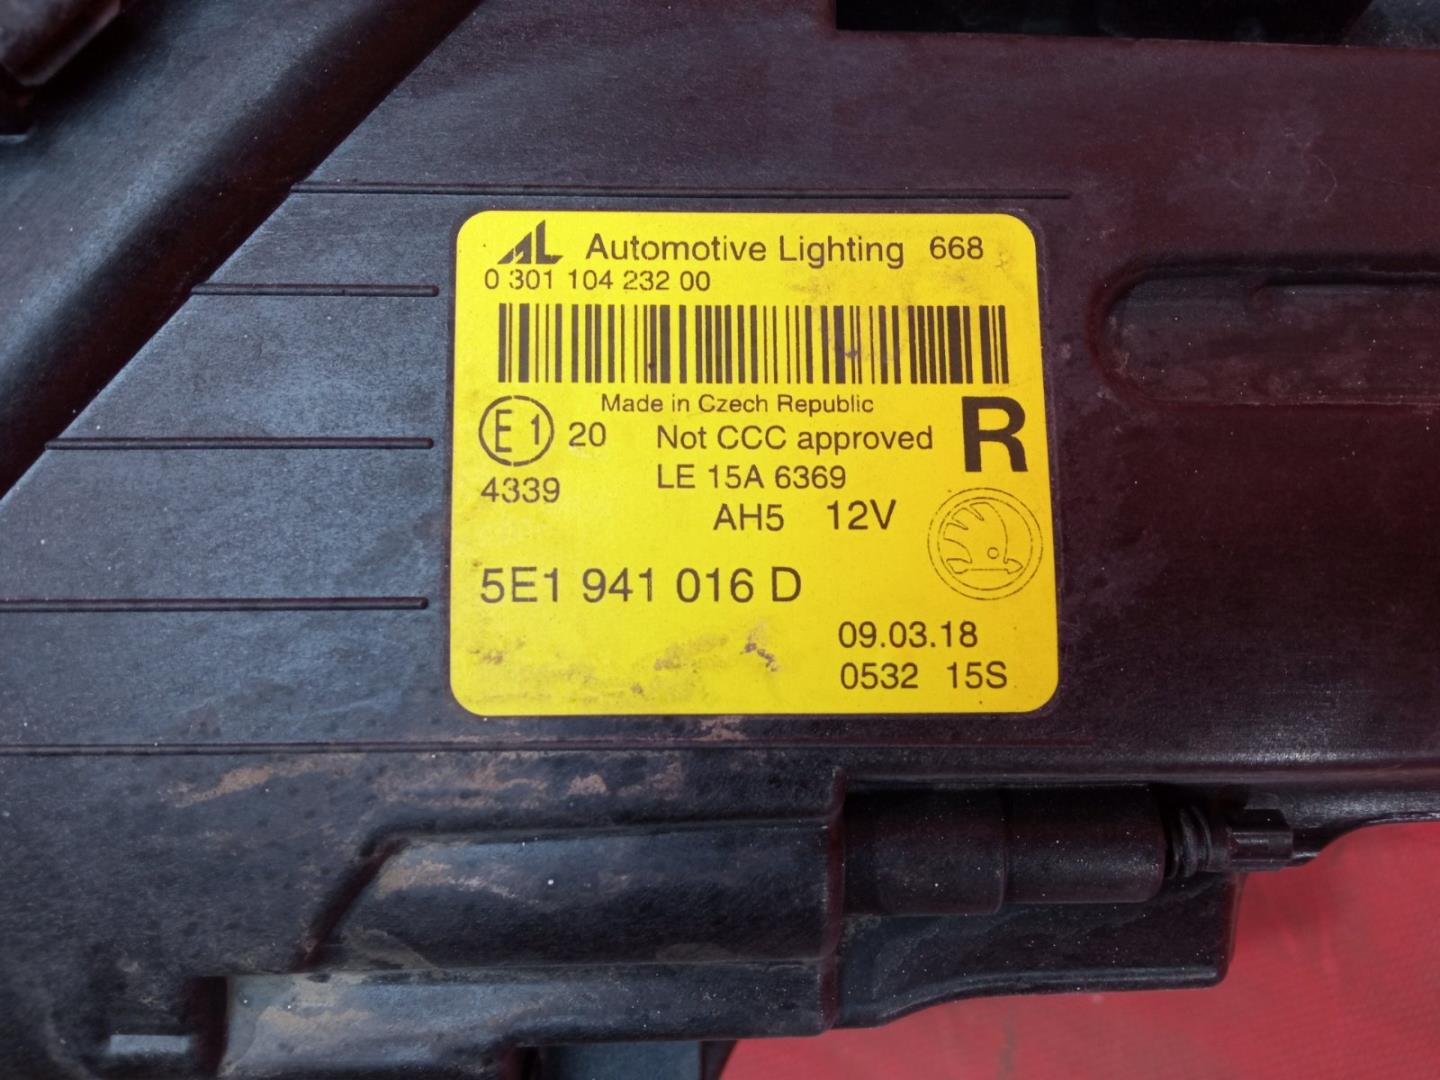 AL Automotive Lighting 668
0 301 104 232 00
Made in Czech Republic
E1 20 Not CCC approved R
4339 LE 15A 6369
AH5 12V
5E1 941 016 D
09.03.18
0532 15S